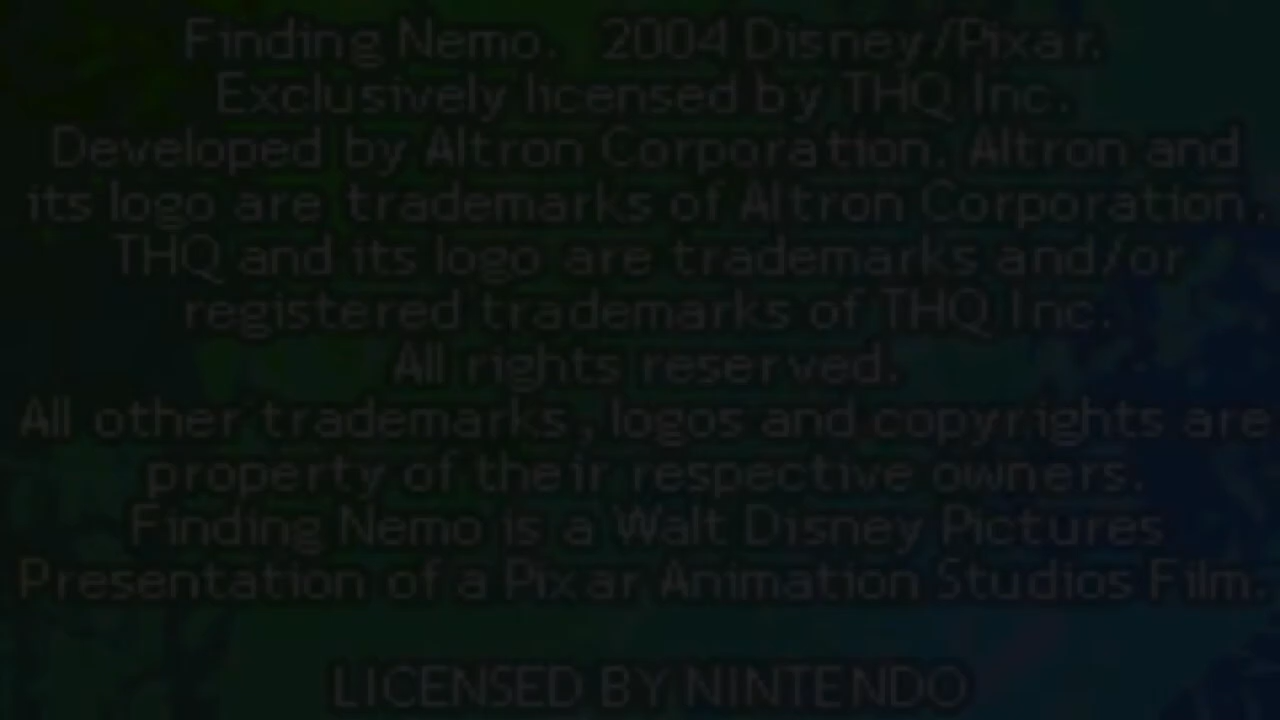 Finding Nemo. 2004 Disney/Pixar.
Exclusively licensed by THQ Inc.
Developed by Altron Corporation. Altron and
its logo are trademarks of Altron Corporation.
THQ and its logo are trademarks and/or
registered trademarks of THQ Inc.
All rights reserved.
All other trademarks, logos and copyrights are
property of their respective owners.
Finding Nemo is a Walt Disney Pictures
Presentation of a Pixar Animation Studios Film.
LICENSED BY NINTENDO